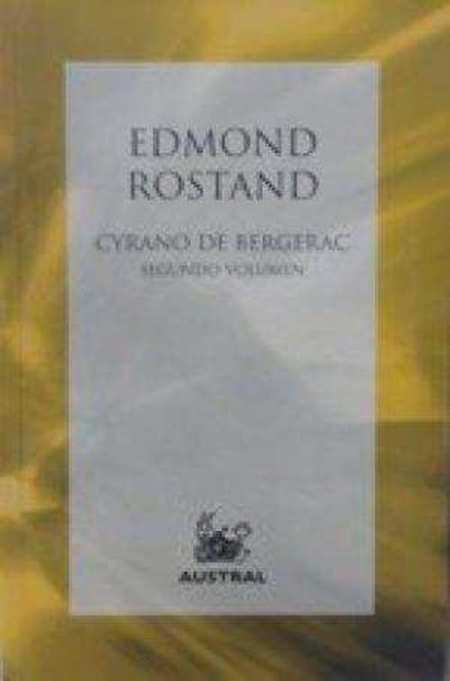 EDMOND
ROSTAND
CYRANO DE BERGERAC
SEGUNDO VOLUMEN
AUSTRAL